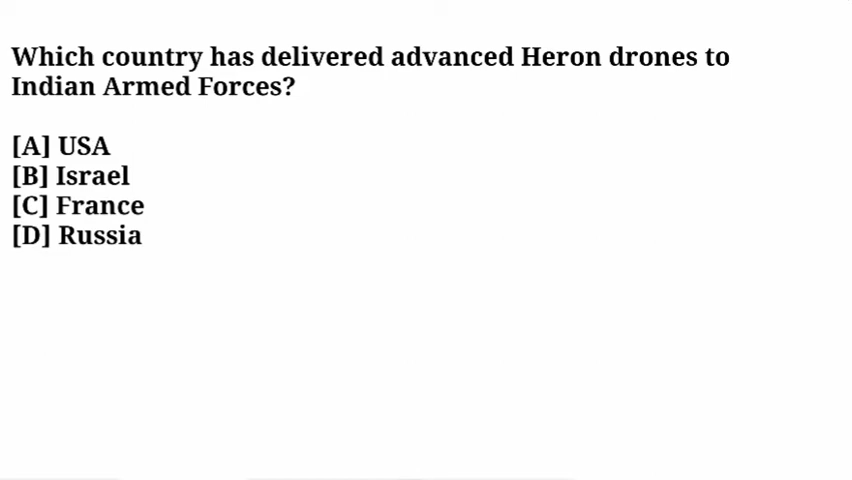 Which country has delivered advanced Heron drones to
Indian Armed Forces?
[A] USA
[B] Israel
[C] France
[D] Russia